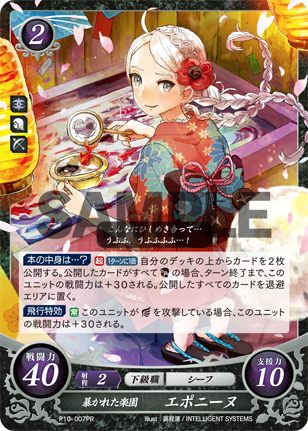 2
こんなにひしめき合って…
うふふ、うふふふふ…！
SAMPLE
本の中身は…？ 起 1ターンに1回 自分のデッキの上からカードを２枚
公開する。公開したカードがすべて の場合、ターン終了まで、こ
のユニットの戦闘力は＋30される。公開したすべてのカードを退避
エリアに置く。
飛行特効 常 このユニットが を攻撃している場合、このユニット
の戦闘力は＋30される。
戦闘力
40
射程 2 下級職 シーフ
支援力
10
暴かれた楽園 エポニーヌ
P10-007PR Illust：
/ INTELLIGENT SYSTEMS